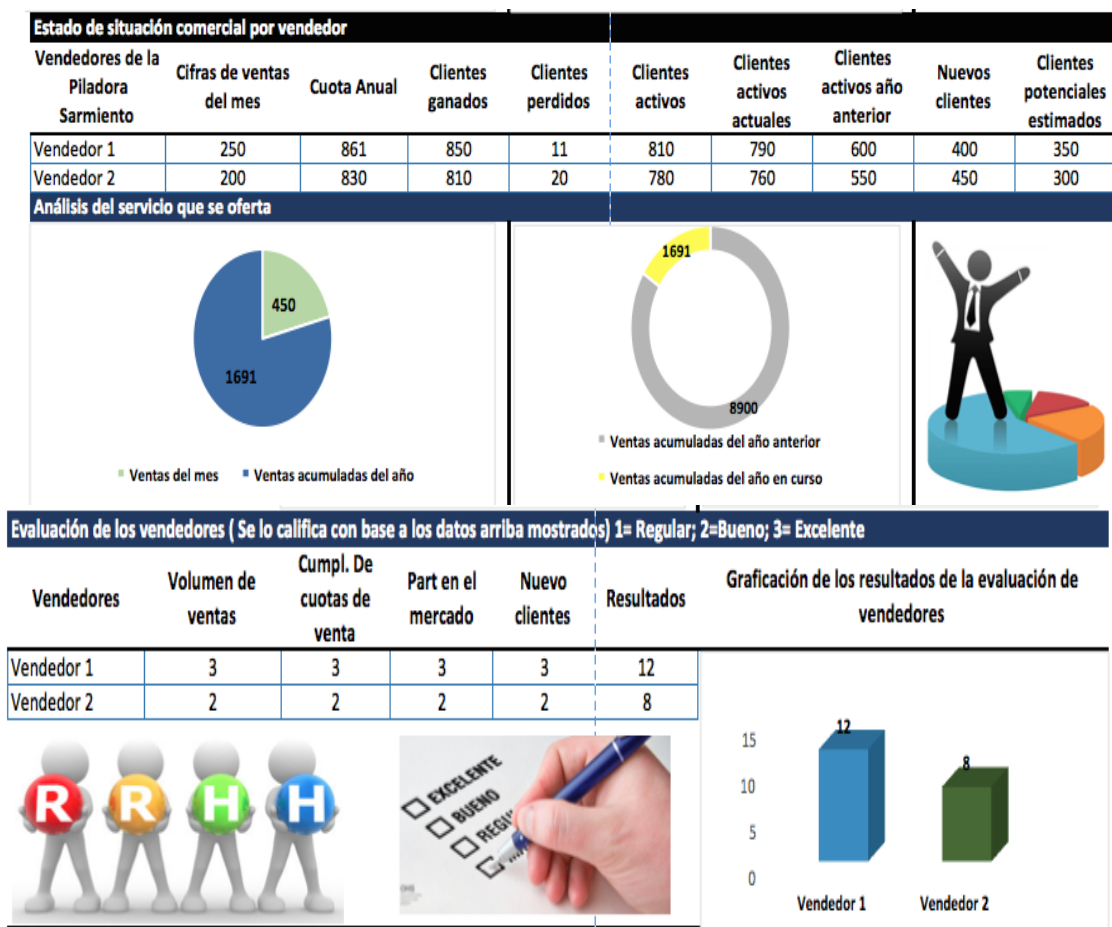 Estado de situación comercial por vendedor
Vendedores de la Piladora Sarmiento Cifras de ventas del mes Cuota Anual Clientes ganados Clientes perdidos Clientes activos Clientes activos actuales Clientes activos año anterior Nuevos clientes Clientes potenciales estimados
Vendedor 1 250 861 850 11 810 790 600 400 350
Vendedor 2 200 830 810 20 780 760 550 450 300
Análisis del servicio que se oferta
450
1691
Ventas del mes Ventas acumuladas del año
1691
8900
Ventas acumuladas del año anterior
Ventas acumuladas del año en curso
Evaluación de los vendedores ( Se lo califica con base a los datos arriba mostrados) 1= Regular; 2=Bueno; 3= Excelente
Vendedores Volumen de ventas Cumpl. De cuotas de venta Part en el mercado Nuevo clientes Resultados
Vendedor 1 3 3 3 3 12
Vendedor 2 2 2 2 2 8
Graficación de los resultados de la evaluación de
vendedores
15
10
5
0
12
8
Vendedor 1 Vendedor 2
R R H H
EXCELENTE
BUENO